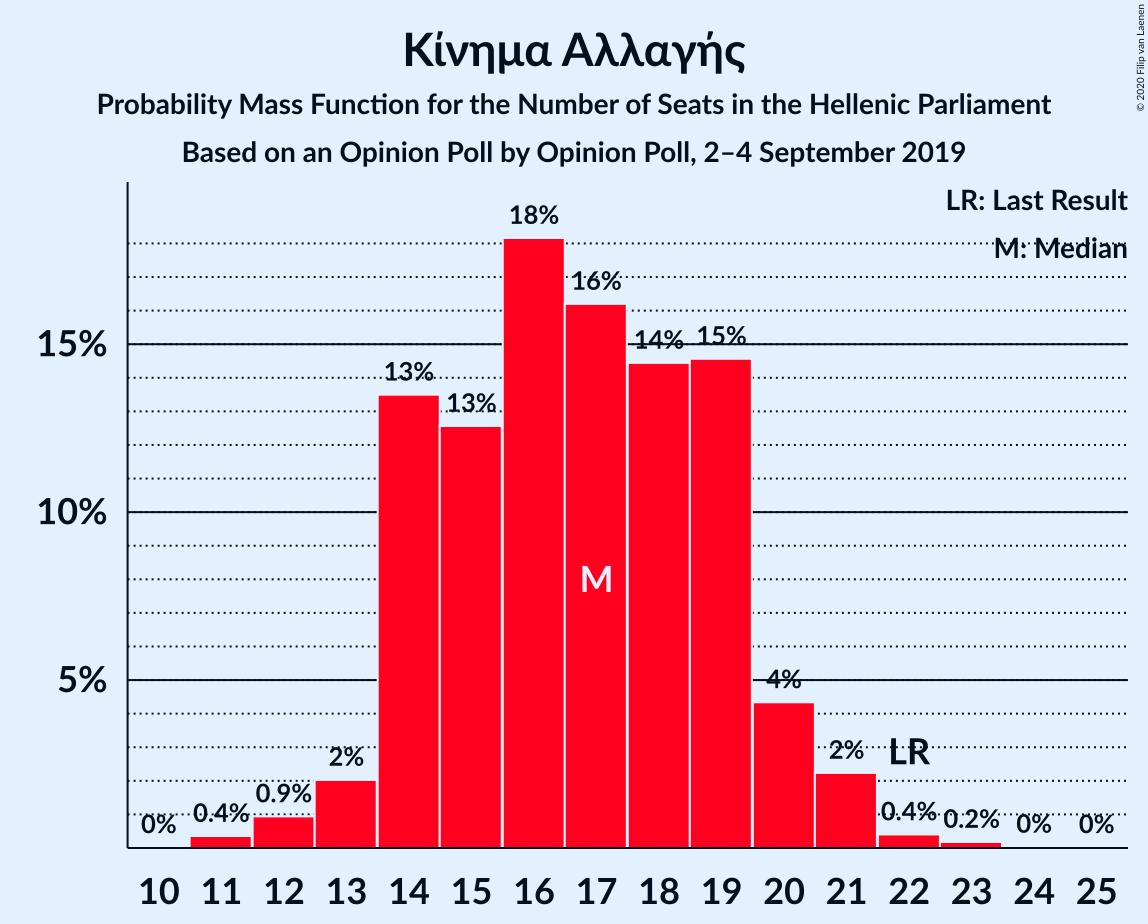 Κίνημα Αλλαγής
Probability Mass Function for the Number of Seats in the Hellenic Parliament
Based on an Opinion Poll by Opinion Poll, 2–4 September 2019
© 2020 Filip van Laenen
LR: Last Result
M: Median
18%
16%
15%
14%
15%
13%
13%
10%
M
5%
4%
2%
2%
LR
0.9%
0%
0.4%
0.4%
0.2%
0%
0%
10 11 12 13 14 15 16 17 18 19 20 21 22 23 24 25